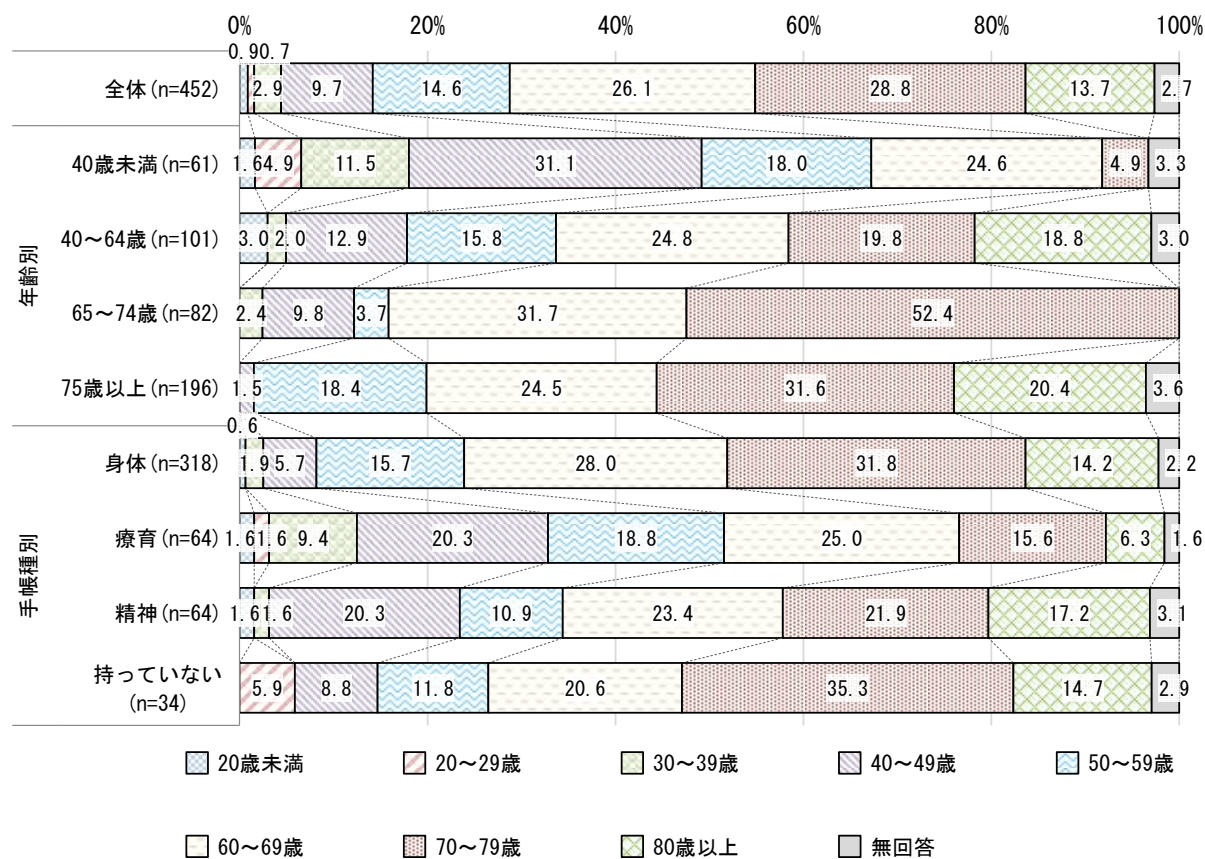 0% 20% 40% 60% 80% 100%
0.9 0.7
全体(n=452) 2.9 9.7 14.6 26.1 28.8 13.7 2.7
年齢別
40歳未満(n=61) 1.6 4.9 11.5 31.1 18.0 24.6 4.9 3.3
40～64歳(n=101) 3.0 2.0 12.9 15.8 24.8 19.8 18.8 3.0
65～74歳(n=82) 2.4 9.8 3.7 31.7 52.4
75歳以上(n=196) 1.5 18.4 24.5 31.6 20.4 3.6
手帳種別
0.6
身体(n=318) 1.9 5.7 15.7 28.0 31.8 14.2 2.2
療育(n=64) 1.6 1.6 9.4 20.3 18.8 25.0 15.6 6.3 1.6
精神(n=64) 1.6 1.6 20.3 10.9 23.4 21.9 17.2 3.1
持っていない
(n=34) 5.9 8.8 11.8 20.6 35.3 14.7 2.9
20歳未満 20～29歳 30～39歳 40～49歳 50～59歳
60～69歳 70～79歳 80歳以上 無回答